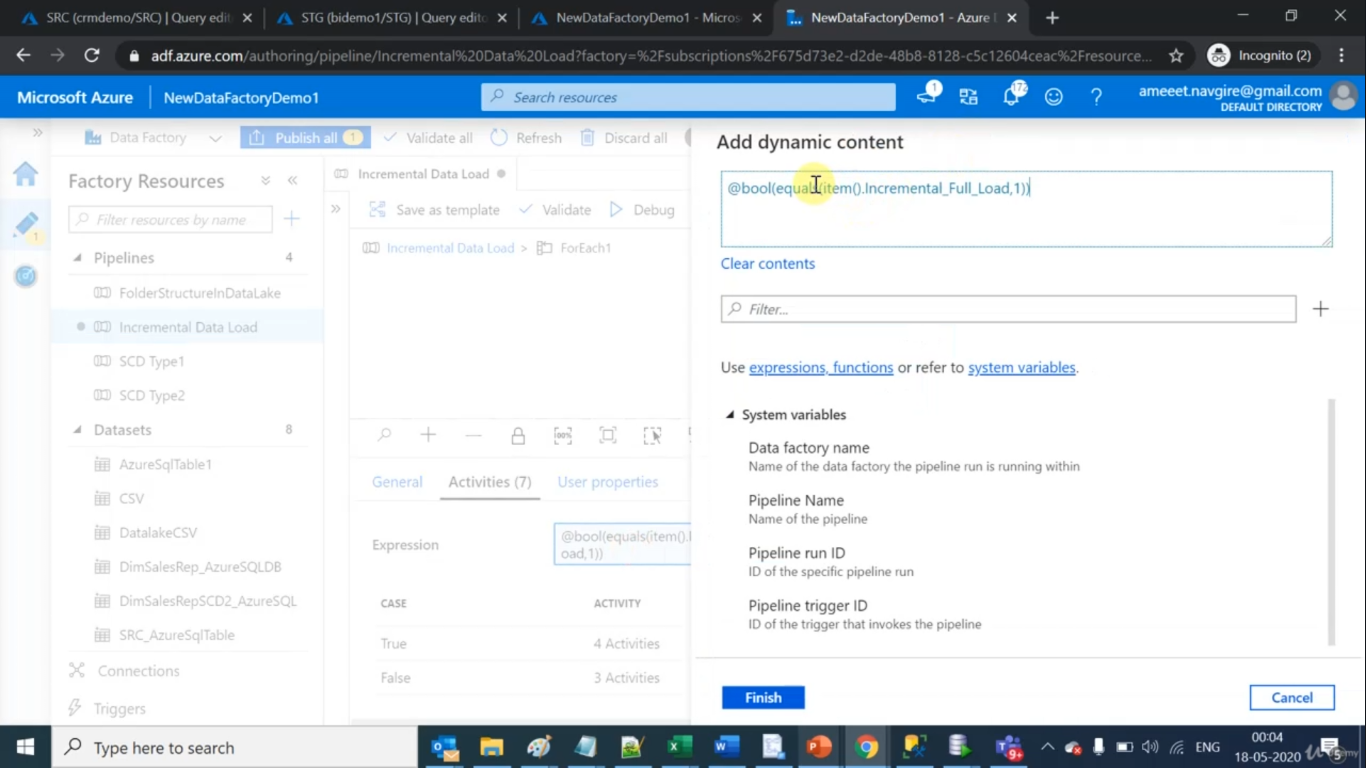 SRC (crmdemo/SRC) | Query edit
STG (bidemo1/STG) | Query edito
NewDataFactoryDemo1 - Micros
NewDataFactoryDemo1 - Azure D
adf.azure.com/authoring/pipeline/Incremental%20Data%20Load?factory=%2Fsubscriptions%2F675d73e2-d2de-48b8-8128-c5c12604ceac%2Fresource...
Incognito (2)
Microsoft Azure
NewDataFactoryDemo1
Search resources
1
172
ameeet.navgire@gmail.com
DEFAULT DIRECTORY
Data Factory
Publish all 1
Validate all
Refresh
Discard all
Add dynamic content
Factory Resources
Filter resources by name
1
Pipelines 4
FolderStructureInDataLake
Incremental Data Load
SCD Type1
SCD Type2
Datasets 8
AzureSqlTable1
CSV
DatalakeCSV
DimSalesRep_AzureSQLDB
DimSalesRepSCD2_AzureSQL
SRC_AzureSqlTable
Connections
Triggers
Incremental Data Load
Save as template
Validate
Debug
Incremental Data Load > ForEach1
100%
General
Activities (7)
User properties
Expression
@bool(equals(item().I
oad,1))
CASE ACTIVITY
True 4 Activities
False 3 Activities
@bool(equals(item().Incremental_Full_Load,1))
Clear contents
Filter...
Use expressions, functions or refer to system variables.
System variables
Data factory name
Name of the data factory the pipeline run is running within
Pipeline Name
Name of the pipeline
Pipeline run ID
ID of the specific pipeline run
Pipeline trigger ID
ID of the trigger that invokes the pipeline
Finish
Cancel
Type here to search
9+
ENG
00:04
18-05-2020
5